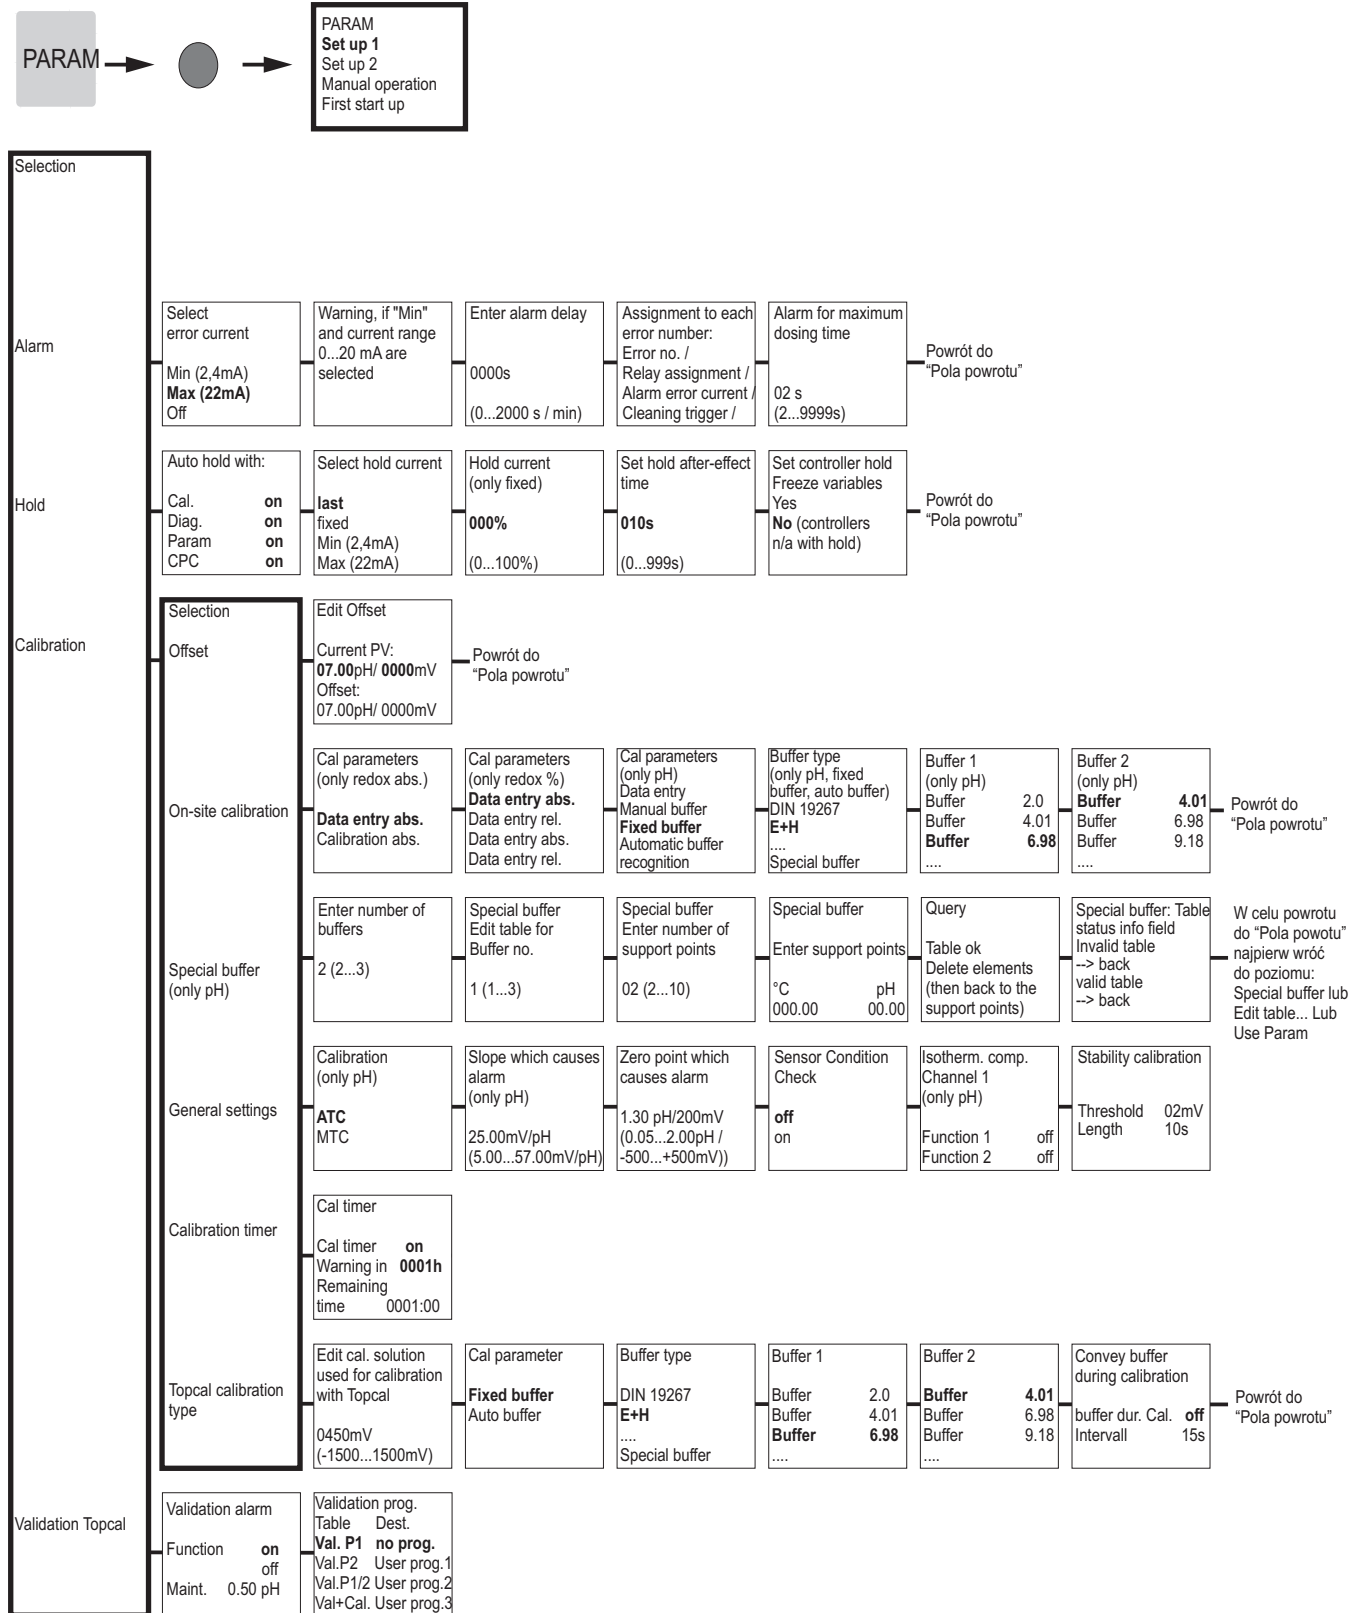 PARAM
PARAM
Set up 1
Set up 2
Manual operation
First start up
Selection
Alarm
Select
error current
Min (2,4mA)
Max (22mA)
Off
Warning, if "Min"
and current range
0...20 mA are
selected
Enter alarm delay
0000s
(0...2000 s / min)
Assignment to each
error number:
Error no. /
Relay assignment /
Alarm error current /
Cleaning trigger /
Alarm for maximum
dosing time
02 s
(2...9999s)
Powrót do
“Pola powrotu”
Hold
Auto hold with:
Cal. on
Diag. on
Param on
CPC on
Select hold current
last
fixed
Min (2,4mA)
Max (22mA)
Hold current
(only fixed)
000%
(0...100%)
Set hold after-effect
time
010s
(0...999s)
Set controller hold
Freeze variables
Yes
No (controllers
n/a with hold)
Powrót do
“Pola powrotu”
Calibration
Selection
Offset
Edit Offset
Current PV:
07.00pH/ 0000mV
Offset:
07.00pH/ 0000mV
Powrót do
“Pola powrotu”
On-site calibration
Cal parameters
(only redox abs.)
Data entry abs.
Calibration abs.
Cal parameters
(only redox %)
Data entry abs.
Data entry rel.
Data entry abs.
Data entry rel.
Cal parameters
(only pH)
Data entry
Manual buffer
Fixed buffer
Automatic buffer
recognition
Buffer type
(only pH, fixed
buffer, auto buffer)
DIN 19267
E+H
....
Special buffer
Buffer 1
(only pH)
Buffer 2.0
Buffer 4.01
Buffer 6.98
....
Buffer 2
(only pH)
Buffer 4.01
Buffer 6.98
Buffer 9.18
....
Powrót do
“Pola powrotu”
Special buffer
(only pH)
Enter number of
buffers
2 (2...3)
Special buffer
Edit table for
Buffer no.
1 (1...3)
Special buffer
Enter number of
support points
02 (2...10)
Special buffer
Enter support points
°C pH
000.00 00.00
Query
Table ok
Delete elements
(then back to the
support points)
Special buffer: Table
status info field
Invalid table
--> back
valid table
--> back
W celu powrotu
do “Pola powotu”
najpierw wróć
do poziomu:
Special buffer lub
Edit table... Lub
Use Param
General settings
Calibration
(only pH)
ATC
MTC
Slope which causes
alarm
(only pH)
25.00mV/pH
(5.00...57.00mV/pH)
Zero point which
causes alarm
1.30 pH/200mV
(0.05...2.00pH /
-500...+500mV))
Sensor Condition
Check
off
on
Isotherm. comp.
Channel 1
(only pH)
Function 1 off
Function 2 off
Stability calibration
Threshold 02mV
Length 10s
Calibration timer
Cal timer
Cal timer on
Warning in 0001h
Remaining
time 0001:00
Topcal calibration
type
Edit cal. solution
used for calibration
with Topcal
0450mV
(-1500...1500mV)
Cal parameter
Fixed buffer
Auto buffer
Buffer type
DIN 19267
E+H
....
Special buffer
Buffer 1
Buffer 2.0
Buffer 4.01
Buffer 6.98
....
Buffer 2
Buffer 4.01
Buffer 6.98
Buffer 9.18
....
Convey buffer
during calibration
buffer dur. Cal. off
Intervall 15s
Powrót do
“Pola powrotu”
Validation Topcal
Validation alarm
Function on
off
Maint. 0.50 pH
Validation prog.
Table Dest.
Val. P1 no prog.
Val.P2 User prog.1
Val.P1/2 User prog.2
Val+Cal. User prog.3